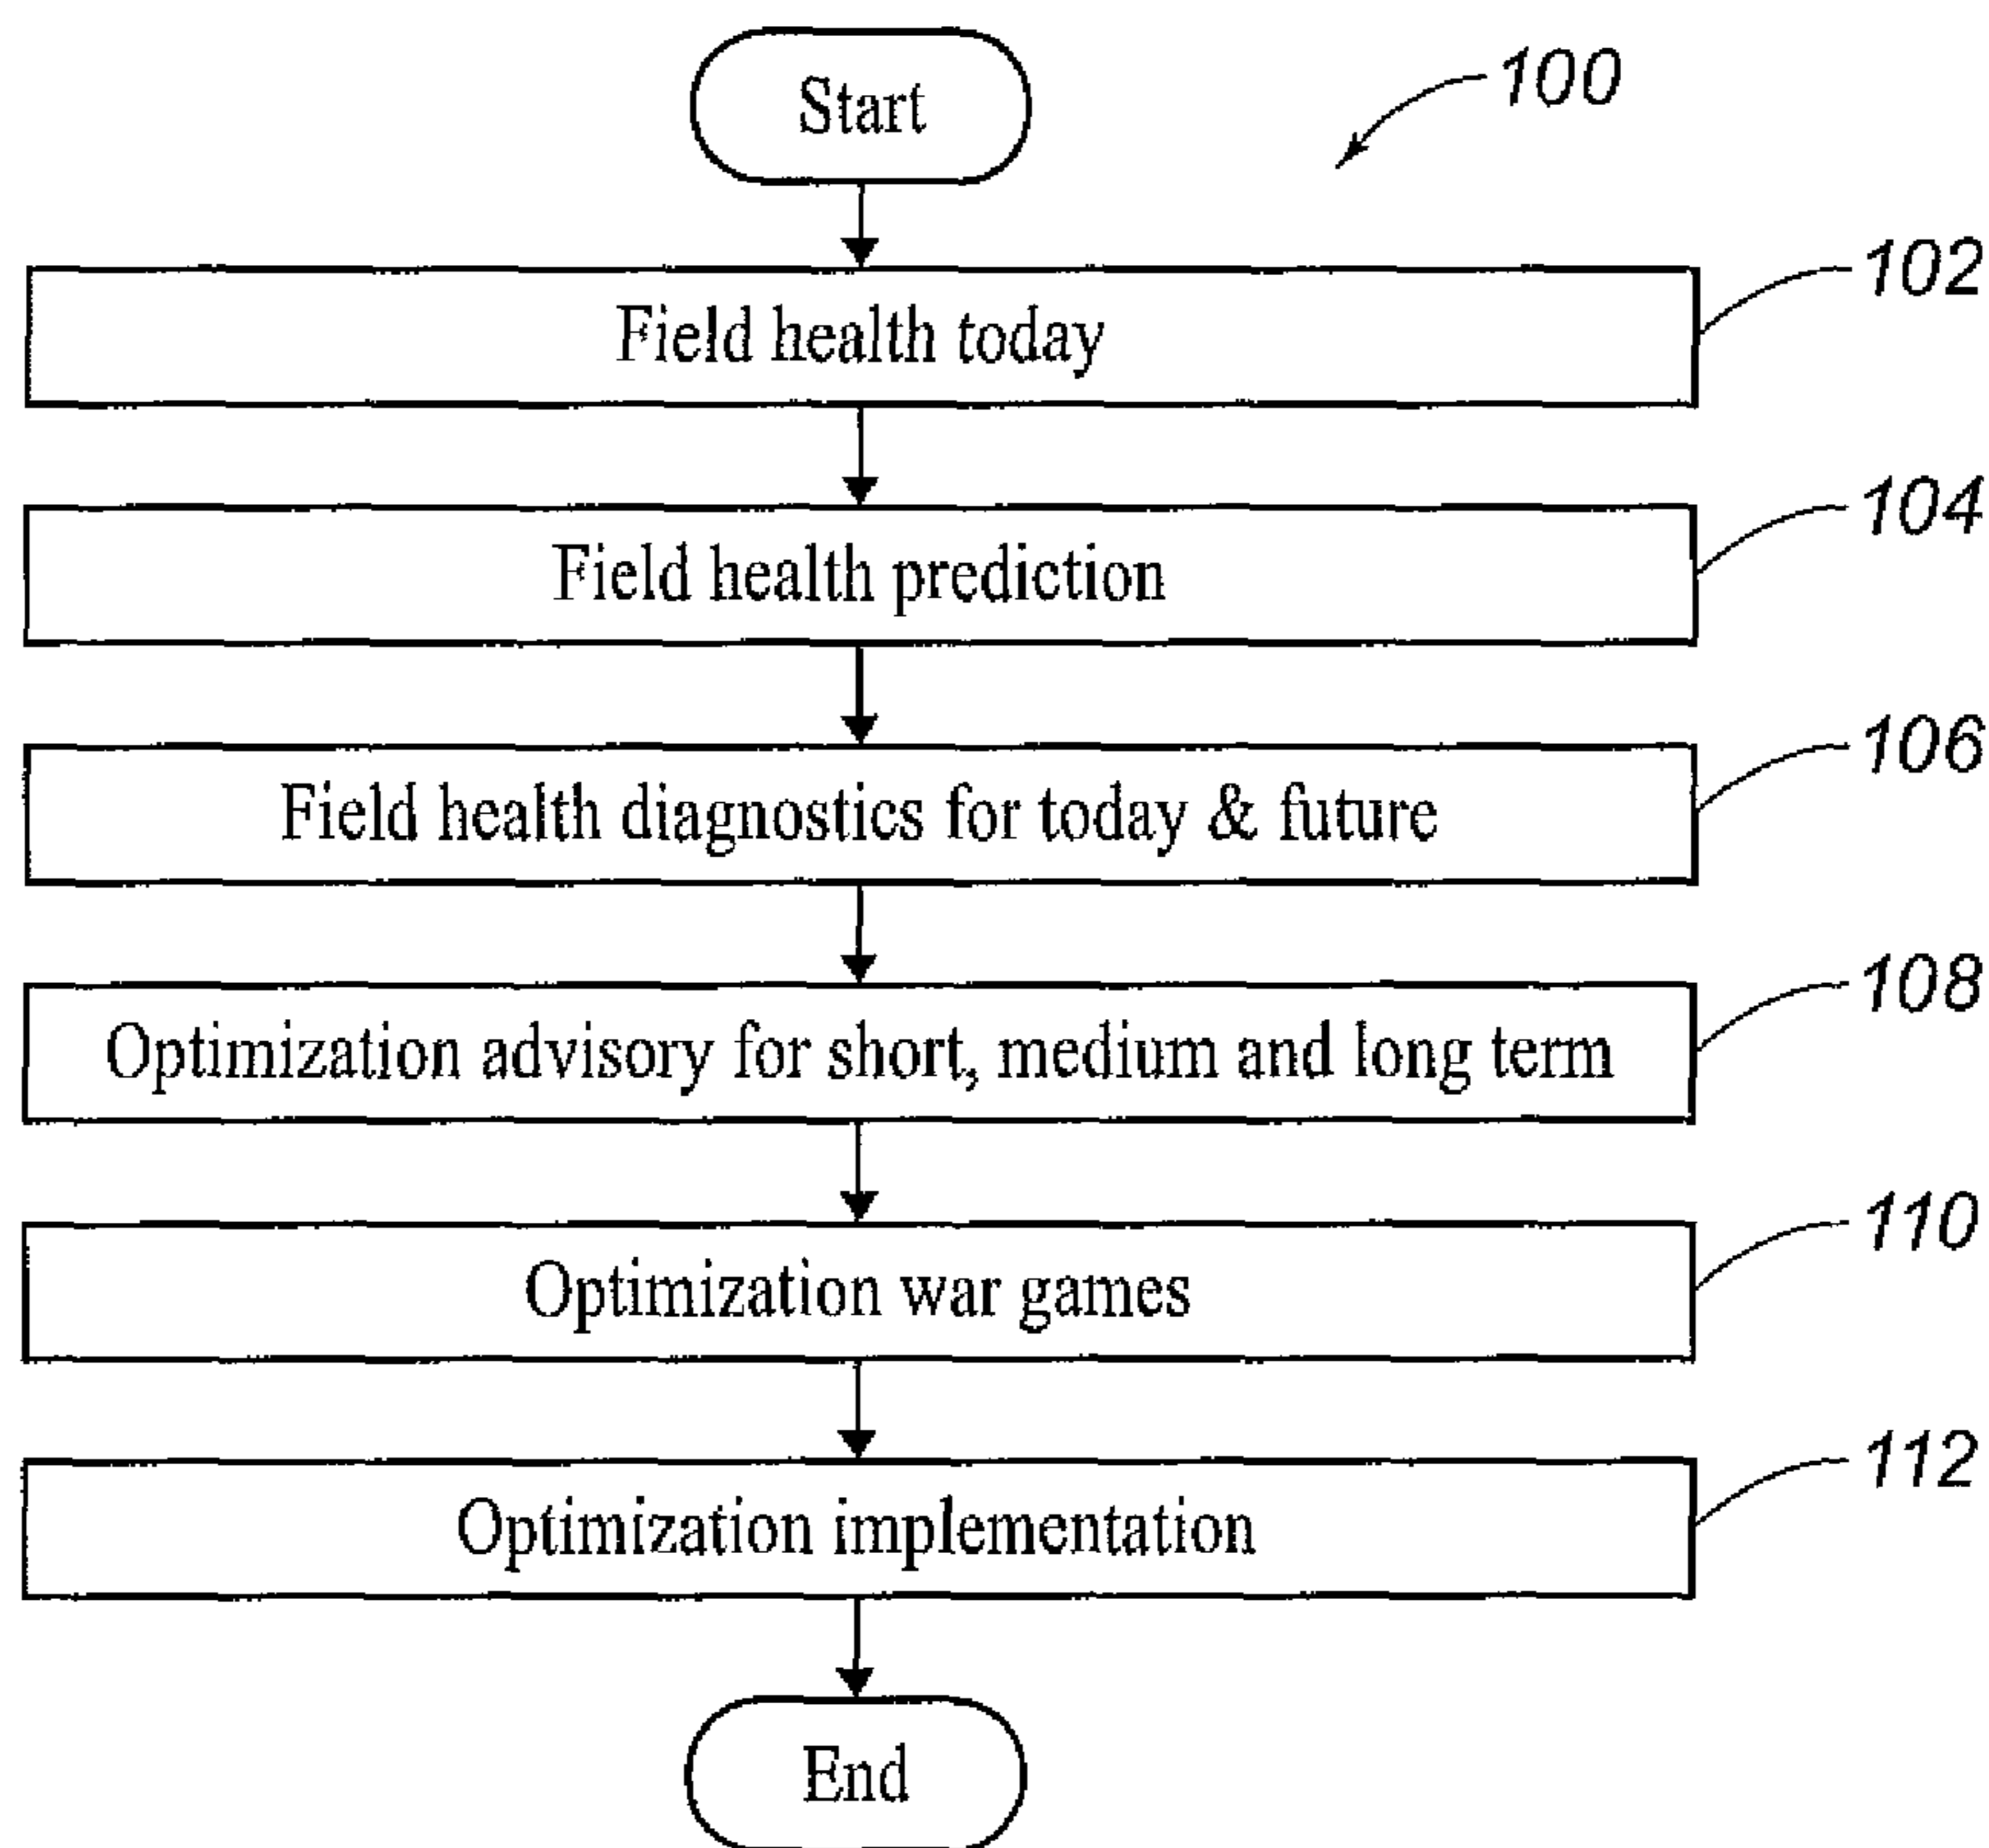 Start
100
Field health today
102
Field health prediction
104
Field health diagnostics for today & future
106
Optimization advisory for short, medium and long term
108
Optimization war games
110
Optimization implementation
112
End